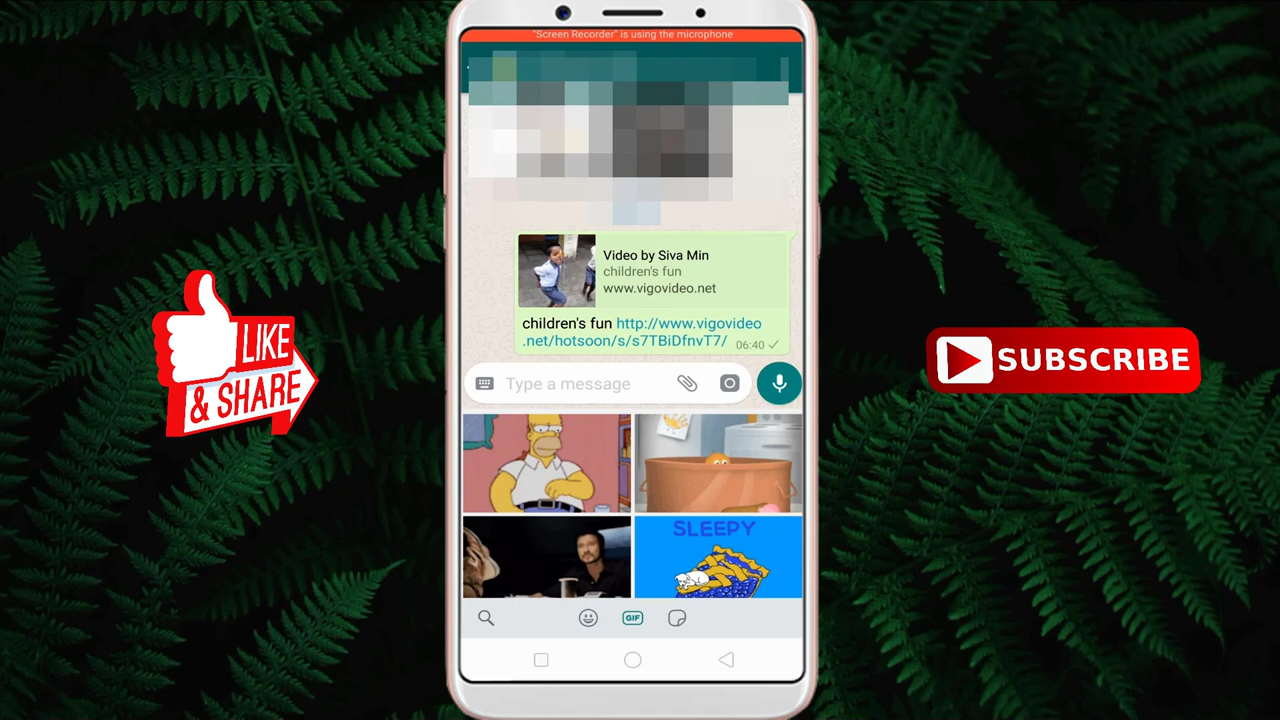 "Screen Recorder" is using the microphone
Video by Siva Min
children's fun
www.vigovideo.net
children's fun http://www.vigovideo
.net/hotsoon/s/s7TBiDfnvT7/
06:40
Type a message
SLEEPY
GIF
LIKE
& SHARE
SUBSCRIBE